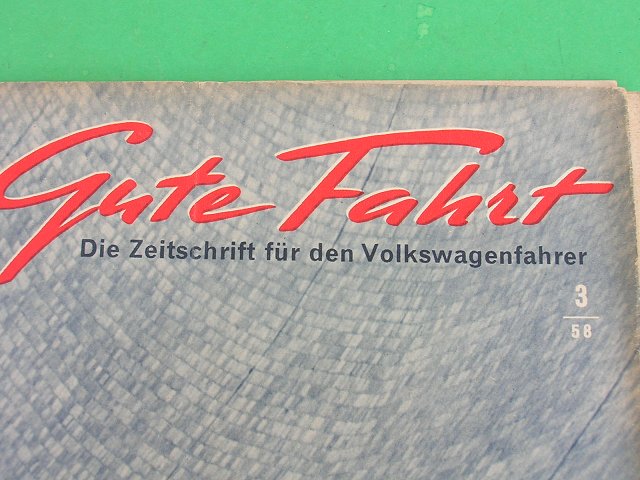 Gute Fahrt
Die Zeitschrift für den Volkswagenfahrer
3
58